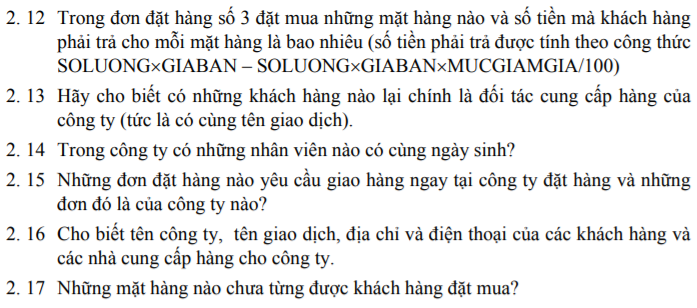 2. 12 Trong đơn đặt hàng số 3 đặt mua những mặt hàng nào và số tiền mà khách hàng
phải trả cho mỗi mặt hàng là bao nhiêu (số tiền phải trả được tính theo công thức
SOLUONG×GIABAN – SOLUONG×GIABAN×MUCGIAMGIA/100)
2. 13 Hãy cho biết có những khách hàng nào lại chính là đối tác cung cấp hàng của
công ty (tức là có cùng tên giao dịch).
2. 14 Trong công ty có những nhân viên nào có cùng ngày sinh?
2. 15 Những đơn đặt hàng nào yêu cầu giao hàng ngay tại công ty đặt hàng và những
đơn đó là của công ty nào?
2. 16 Cho biết tên công ty, tên giao dịch, địa chỉ và điện thoại của các khách hàng và
các nhà cung cấp hàng cho công ty.
2. 17 Những mặt hàng nào chưa từng được khách hàng đặt mua?